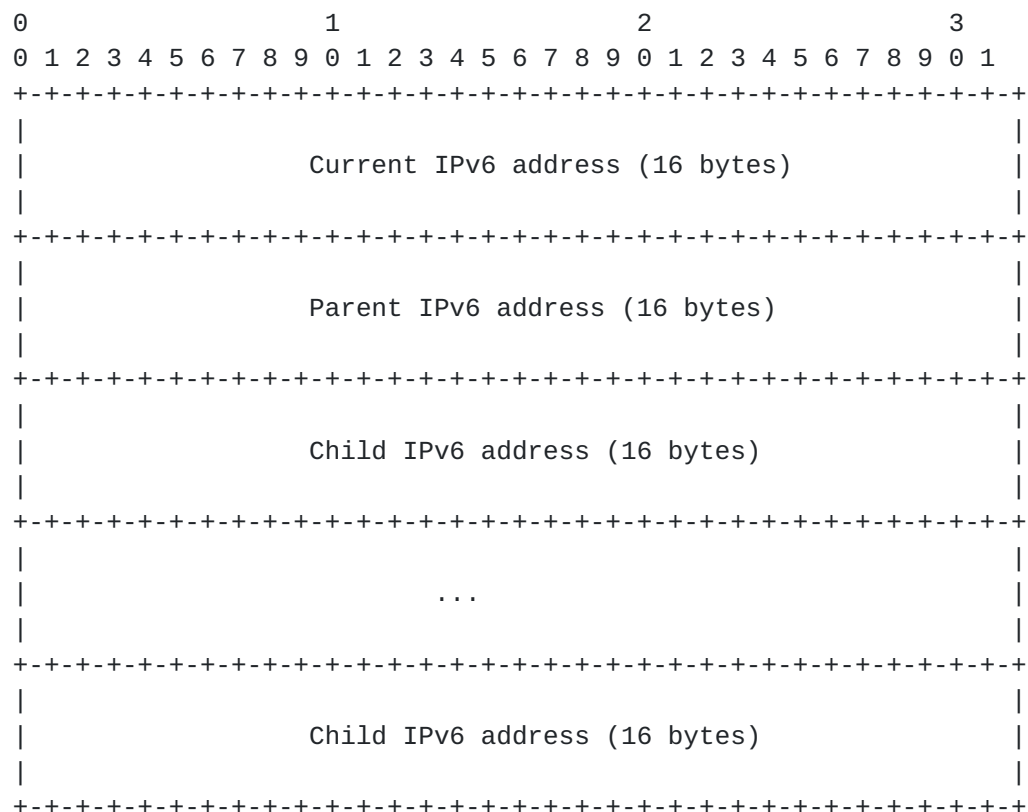 0                   1                   2                   3
0 1 2 3 4 5 6 7 8 9 0 1 2 3 4 5 6 7 8 9 0 1 2 3 4 5 6 7 8 9 0 1
+-+-+-+-+-+-+-+-+-+-+-+-+-+-+-+-+-+-+-+-+-+-+-+-+-+-+-+-+-+-+-+-+
|                                                               |
|                  Current IPv6 address (16 bytes)              |
|                                                               |
+-+-+-+-+-+-+-+-+-+-+-+-+-+-+-+-+-+-+-+-+-+-+-+-+-+-+-+-+-+-+-+-+
|                                                               |
|                  Parent IPv6 address (16 bytes)               |
|                                                               |
+-+-+-+-+-+-+-+-+-+-+-+-+-+-+-+-+-+-+-+-+-+-+-+-+-+-+-+-+-+-+-+-+
|                                                               |
|                  Child IPv6 address (16 bytes)                |
|                                                               |
+-+-+-+-+-+-+-+-+-+-+-+-+-+-+-+-+-+-+-+-+-+-+-+-+-+-+-+-+-+-+-+-+
|                                                               |
|                          ...                                  |
|                                                               |
+-+-+-+-+-+-+-+-+-+-+-+-+-+-+-+-+-+-+-+-+-+-+-+-+-+-+-+-+-+-+-+-+
|                                                               |
|                  Child IPv6 address (16 bytes)                |
|                                                               |
+-+-+-+-+-+-+-+-+-+-+-+-+-+-+-+-+-+-+-+-+-+-+-+-+-+-+-+-+-+-+-+-+